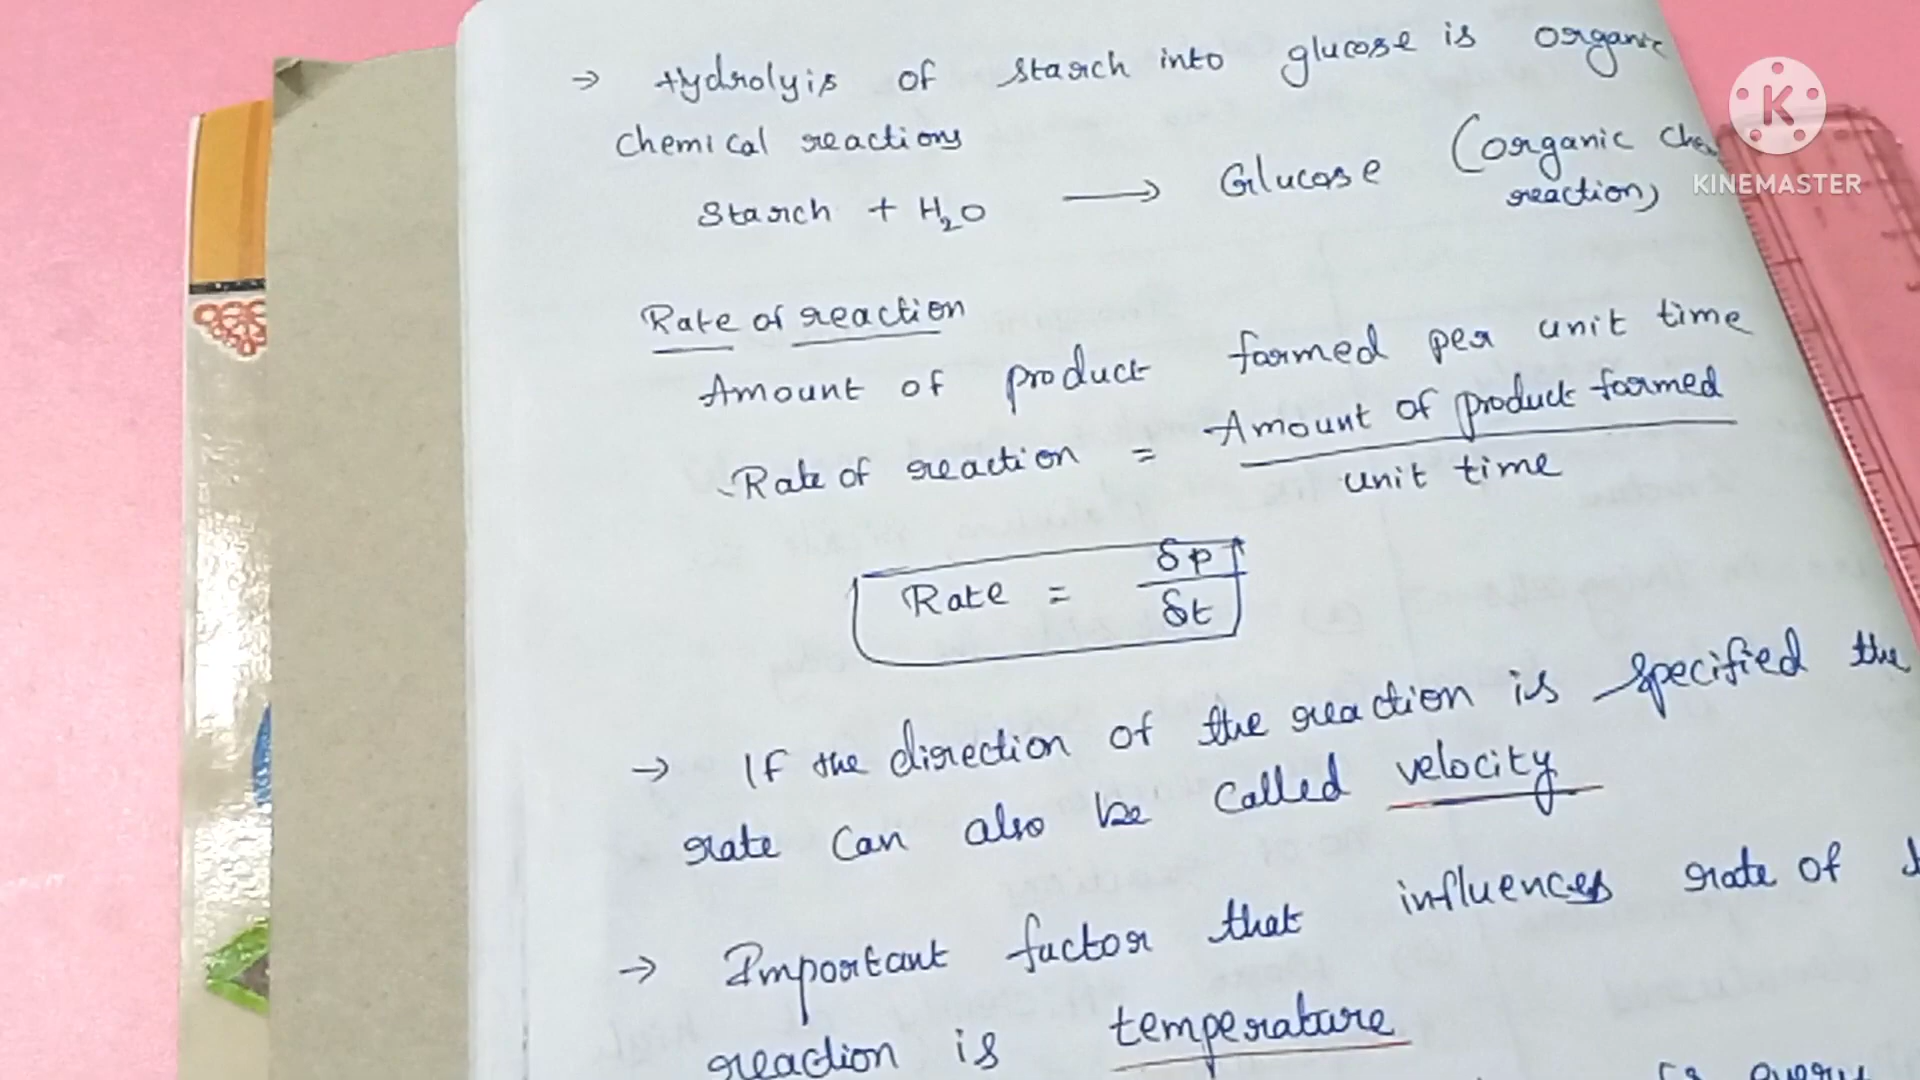 → Hydrolyis of starch into glucose is organic
chemical reactions
Starch + H₂O ⟶ Glucose (organic che
reaction)
Rate of reaction
Amount of product formed per unit time
Rate of reaction = Amount of product formed
unit time
Rate = δp
δt
→ If the direction of the reaction is specified the
rate can also be called velocity
→ Important factor that influences rate of
reaction is temperature
every
K
KINEMASTER